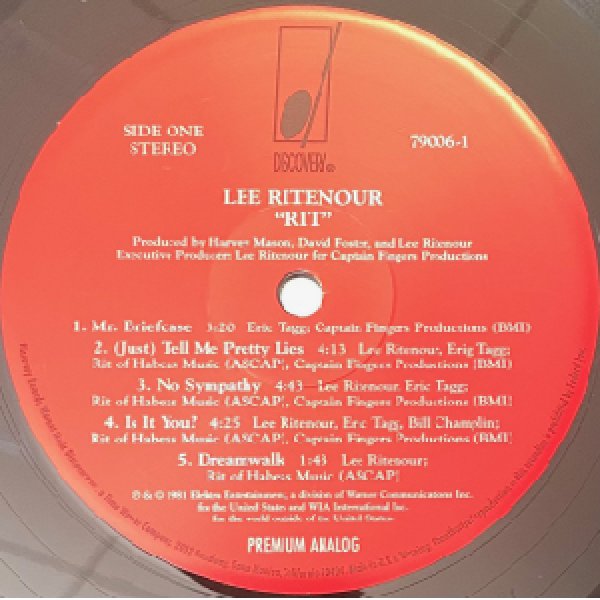 SIDE ONE
STEREO
79006-1
DISCOVERY
LEE RITENOUR
“RIT”
Produced by Harvey Mason, David Foster, and Lee Ritenour
Executive Producer: Lee Ritenour for Captain Fingers Productions
1. Mr. Briefcase 3:20 Eric Tagg; Captain Fingers Productions (BMI)
2. (Just) Tell Me Pretty Lies 4:13 Lee Ritenour, Erig Tagg;
Rit of Habeas Music (ASCAP), Captain Fingers Productions (BMI)
3. No Sympathy 4:43 Lee Ritenour, Eric Tagg;
Rit of Habeas Music (ASCAP), Captain Fingers Productions (BMI)
4. Is It You? 4:25 Lee Ritenour, Eric Tagg, Bill Champlin;
Rit of Habeas Music (ASCAP), Captain Fingers Productions (BMI)
5. Dreamwalk 1:43 Lee Ritenour;
Rit of Habeas Music (ASCAP)
℗ & © 1981 Elektra Entertainment, a division of Warner Communications Inc.
for the United States and WEA International Inc.
for the world outside of the United States
PREMIUM ANALOG